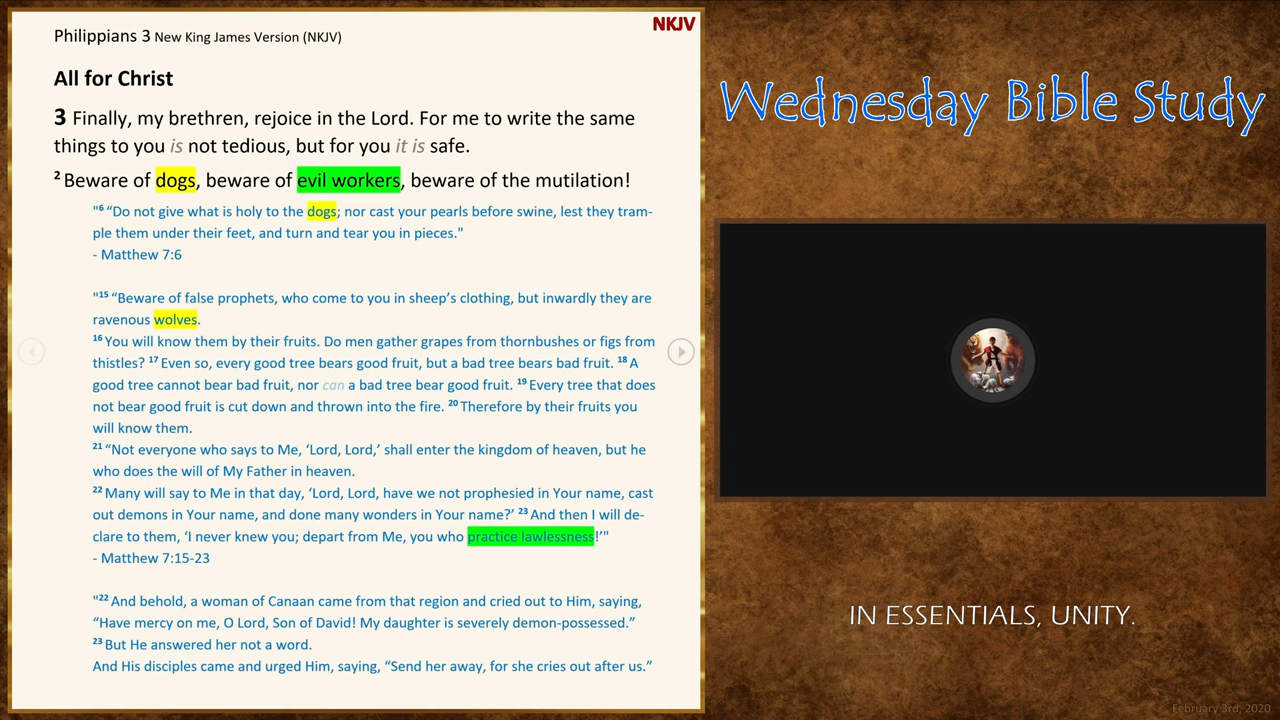 NKJV
Philippians 3 New King James Version (NKJV)
All for Christ
3 Finally, my brethren, rejoice in the Lord. For me to write the same
things to you is not tedious, but for you it is safe.
2 Beware of dogs, beware of evil workers, beware of the mutilation!
"6 “Do not give what is holy to the dogs; nor cast your pearls before swine, lest they tram-
ple them under their feet, and turn and tear you in pieces."
- Matthew 7:6
"15 “Beware of false prophets, who come to you in sheep’s clothing, but inwardly they are
ravenous wolves.
16 You will know them by their fruits. Do men gather grapes from thornbushes or figs from
thistles? 17 Even so, every good tree bears good fruit, but a bad tree bears bad fruit. 18 A
good tree cannot bear bad fruit, nor can a bad tree bear good fruit. 19 Every tree that does
not bear good fruit is cut down and thrown into the fire. 20 Therefore by their fruits you
will know them.
21 “Not everyone who says to Me, ‘Lord, Lord,’ shall enter the kingdom of heaven, but he
who does the will of My Father in heaven.
22 Many will say to Me in that day, ‘Lord, Lord, have we not prophesied in Your name, cast
out demons in Your name, and done many wonders in Your name?’ 23 And then I will de-
clare to them, ‘I never knew you; depart from Me, you who practice lawlessness!’"
- Matthew 7:15-23
"22 And behold, a woman of Canaan came from that region and cried out to Him, saying,
“Have mercy on me, O Lord, Son of David! My daughter is severely demon-possessed.”
23 But He answered her not a word.
And His disciples came and urged Him, saying, “Send her away, for she cries out after us.”
Wednesday Bible Study
IN ESSENTIALS, UNITY.
February 3rd, 2020